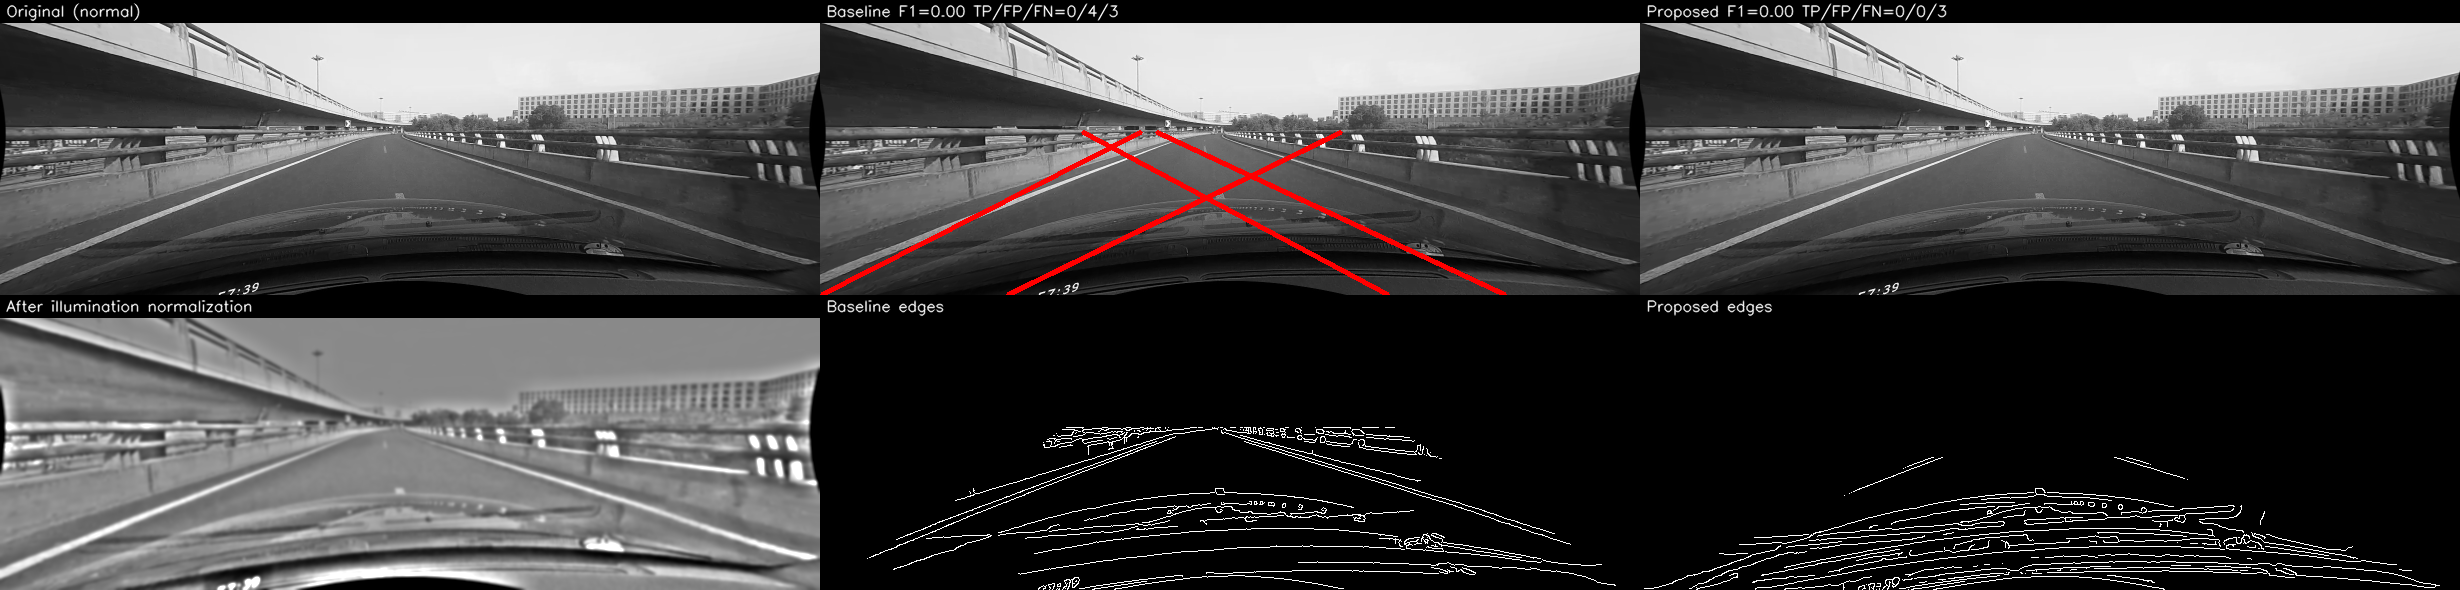 Original (normal)
Baseline F1=0.00 TP/FP/FN=0/4/3
Proposed F1=0.00 TP/FP/FN=0/0/3
After illumination normalization
Baseline edges
Proposed edges